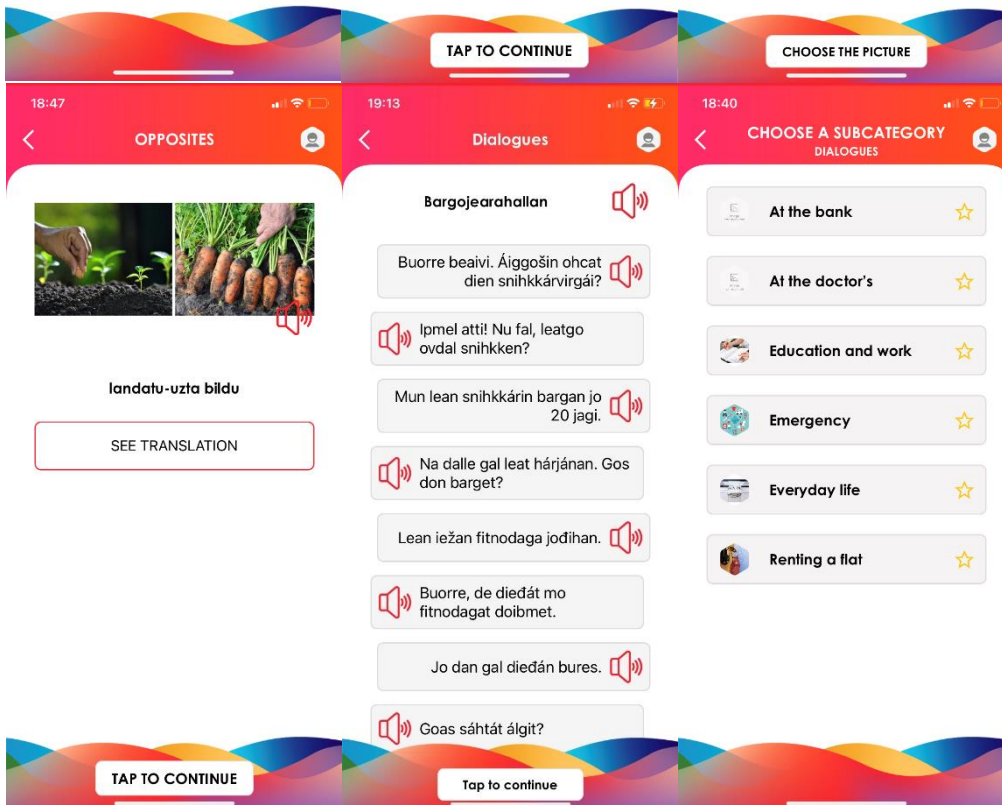 TAP TO CONTINUE
CHOOSE THE PICTURE
18:47
OPPOSITES
landatu-uzta bildu
SEE TRANSLATION
TAP TO CONTINUE
19:13
Dialogues
Bargojearahallan
Buorre beaivi. Áiggošin ohcat
dien snihkkárvirgái?
Ipmel atti! Nu fal, leatgo
ovdal snihkken?
Mun lean snihkkárin bargan jo
20 jagi.
Na dalle gal leat hárjánan. Gos
don barget?
Lean iežan fitnodaga jođihan.
Buorre, de dieđát mo
fitnodagat doibmet.
Jo dan gal dieđán bures.
Goas sáhtát álgit?
Tap to continue
18:40
CHOOSE A SUBCATEGORY
DIALOGUES
At the bank
At the doctor's
Education and work
Emergency
Everyday life
Renting a flat